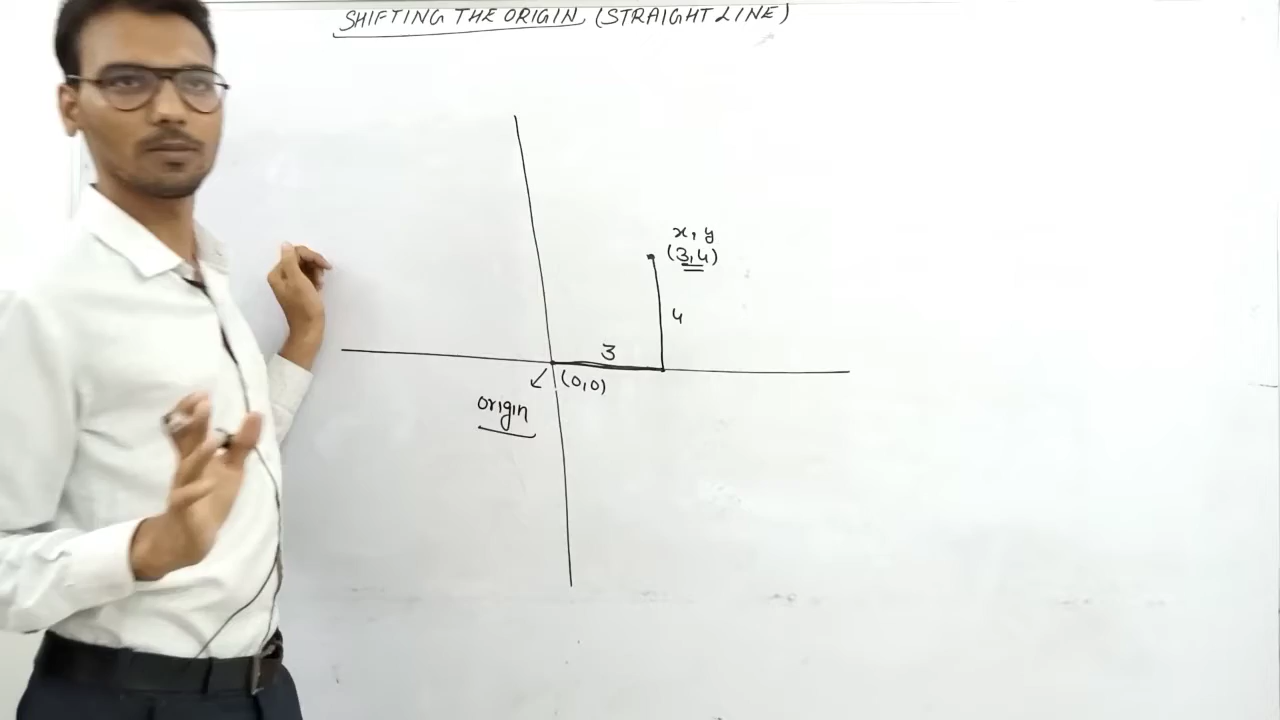 SHIFTING THE ORIGIN (STRAIGHT LINE)
x, y
(3,4)
4
3
(0,0)
origin